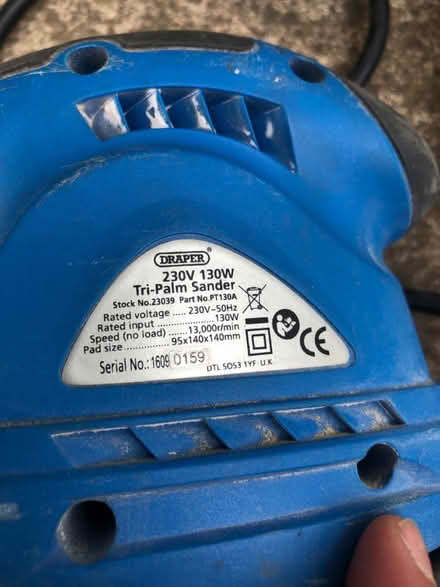 DRAPER
230V 130W
Tri-Palm Sander
Stock No.23039 Part No.PT130A
Rated voltage ..... 230V~50Hz
Rated input ................ 130W
Speed (no load) ..... 13,000r/min
Pad size ........... 95x140x140mm
Serial No.: 1609 0159
CE
DTL SO53 1YF U.K